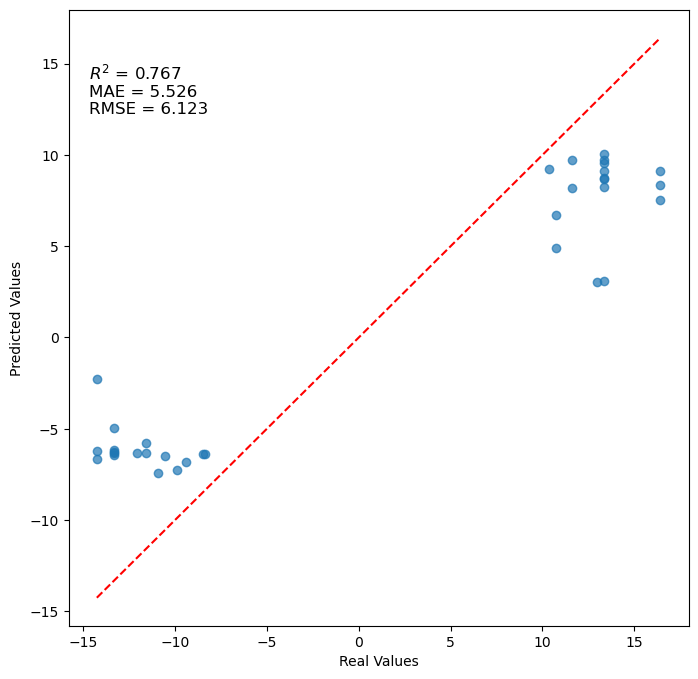 R² = 0.767
MAE = 5.526
RMSE = 6.123
15
10
5
0
−5
−10
−15
Predicted Values
−15
−10
−5
0
5
10
15
Real Values